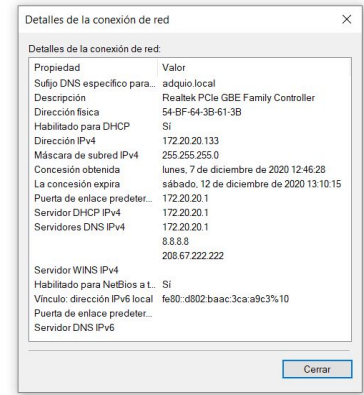 Detalles de la conexión de red
Detalles de la conexión de red:
Propiedad Valor
Sufijo DNS específico para... adquio.local
Descripción Realtek PCIe GBE Family Controller
Dirección física 54-BF-64-3B-61-3B
Habilitado para DHCP Sí
Dirección IPv4 172.20.20.133
Máscara de subred IPv4 255.255.255.0
Concesión obtenida lunes, 7 de diciembre de 2020 12:46:28
La concesión expira sábado, 12 de diciembre de 2020 13:10:15
Puerta de enlace predeter... 172.20.20.1
Servidor DHCP IPv4 172.20.20.1
Servidores DNS IPv4 172.20.20.1
8.8.8.8
208.67.222.222
Servidor WINS IPv4
Habilitado para NetBios a t... Sí
Vínculo: dirección IPv6 local fe80::d802:baac:3ca:a9c3%10
Puerta de enlace predeter...
Servidor DNS IPv6
Cerrar